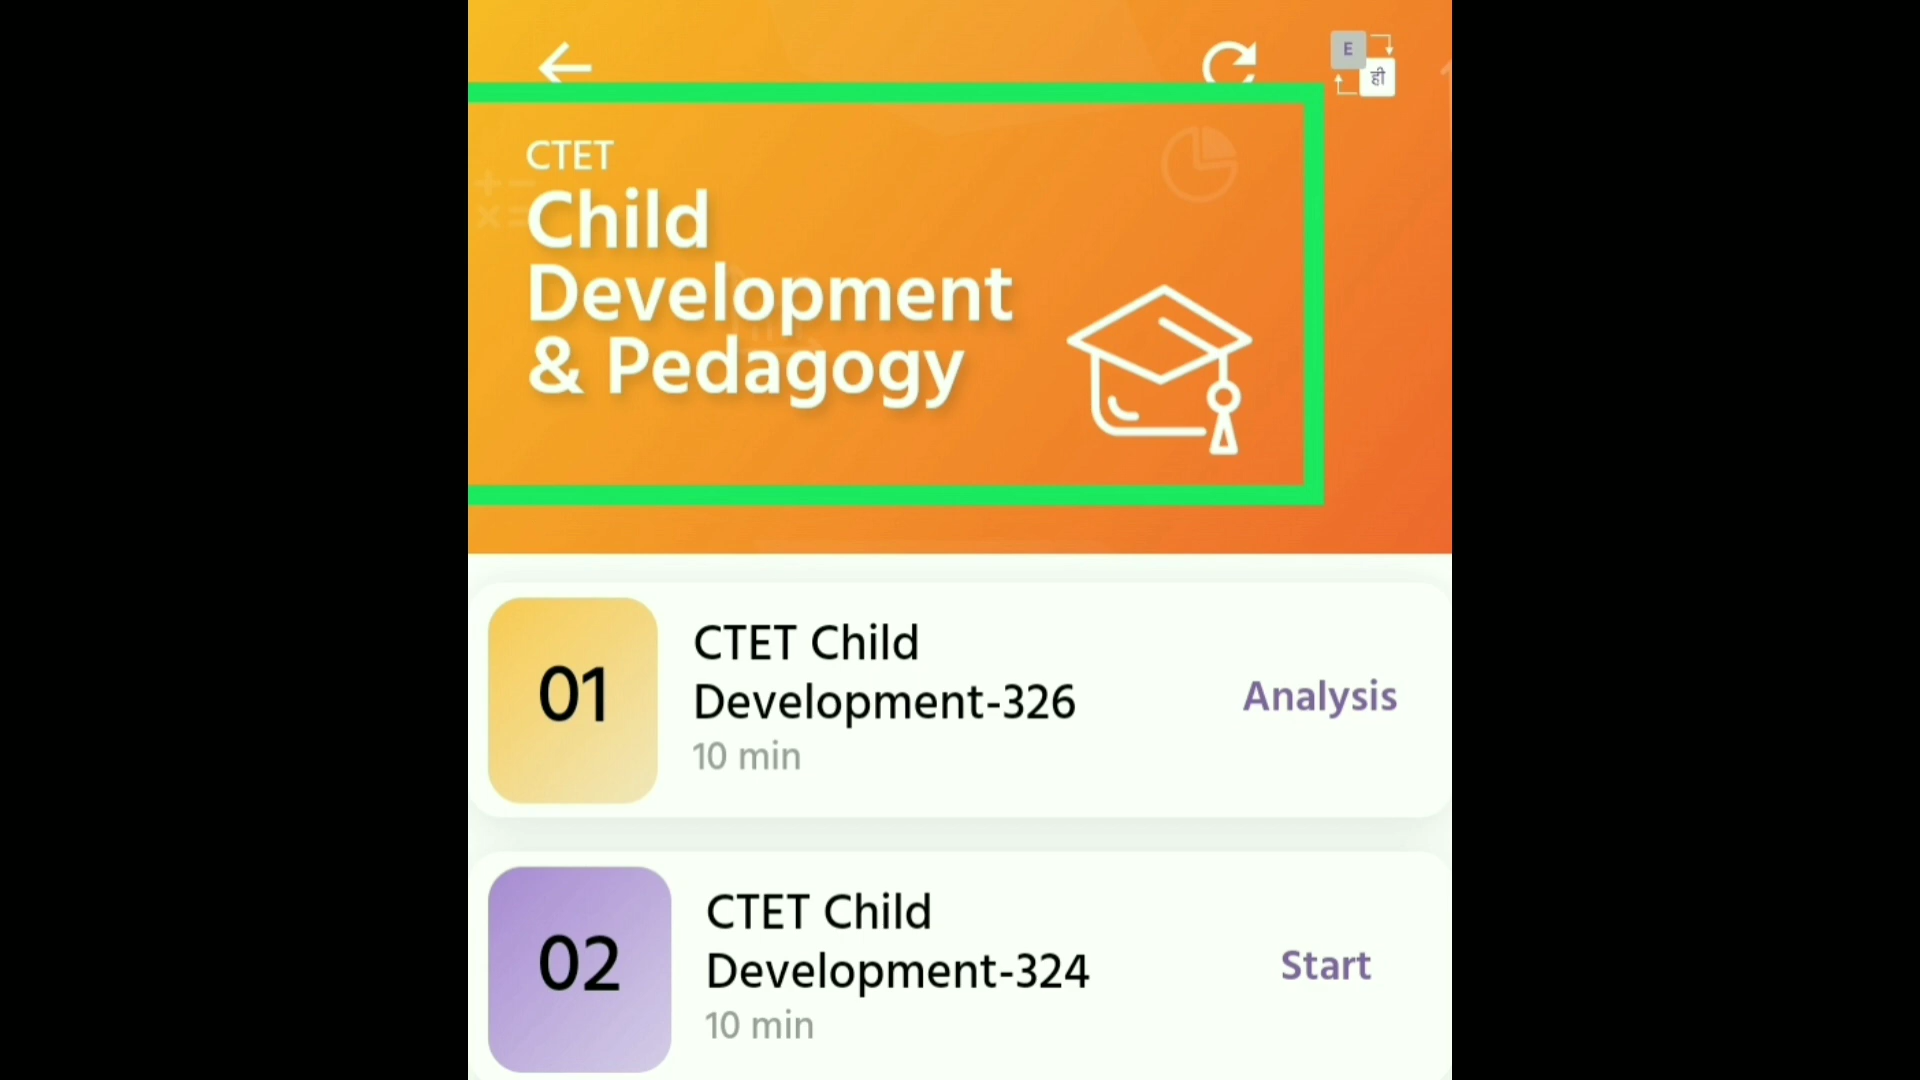 E
ही
CTET
Child
Development
& Pedagogy
01
CTET Child
Development-326
10 min
Analysis
02
CTET Child
Development-324
10 min
Start